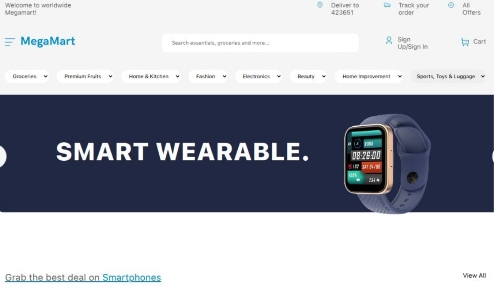 Welcome to worldwide Megamart!
Deliver to 423651
Track your order
All Offers
MegaMart
Search essentials, groceries and more...
Sign Up/Sign In
Cart
Groceries
Premium Fruits
Home & Kitchen
Fashion
Electronics
Beauty
Home Improvement
Sports, Toys & Luggage
SMART WEARABLE.
08:26:00
Grab the best deal on Smartphones
View All